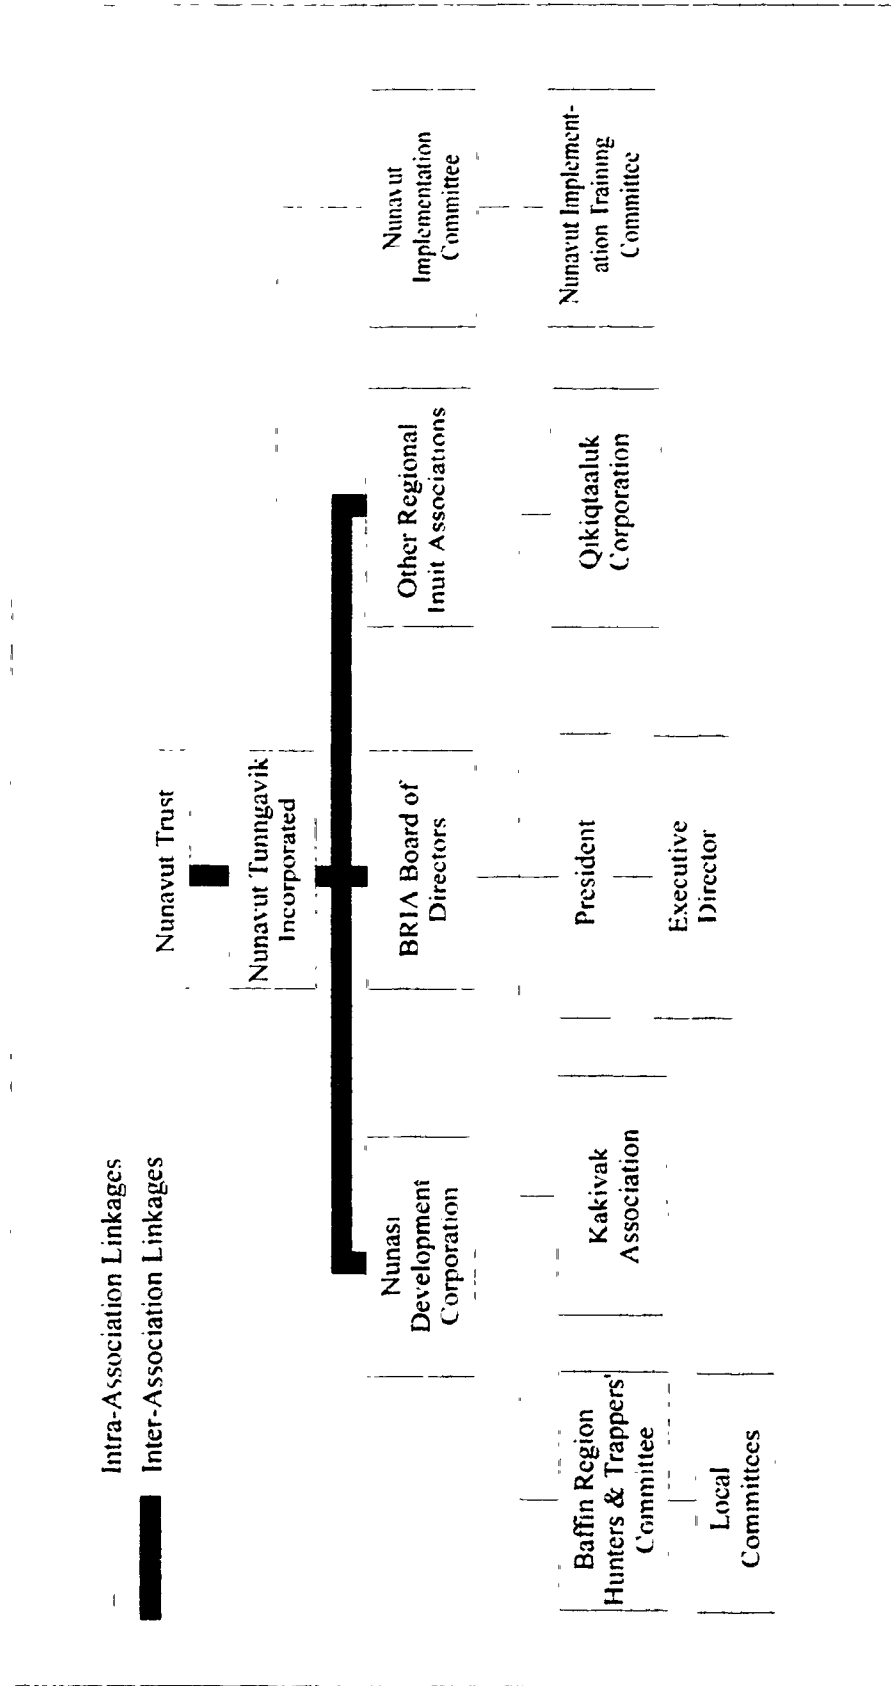 Intra-Association Linkages
Inter-Association Linkages
Nunavut Trust
Nunavut Tunngavik
Incorporated
Nunasi
Development
Corporation
BRIA Board of
Directors
Other Regional
Inuit Associations
Nunavut
Implementation
Committee
Baffin Region
Hunters & Trappers'
Committee
Kakivak
Association
President
Qikiqtaaluk
Corporation
Nunavut Implement-
ation Training
Committee
Executive
Director
Local
Committees